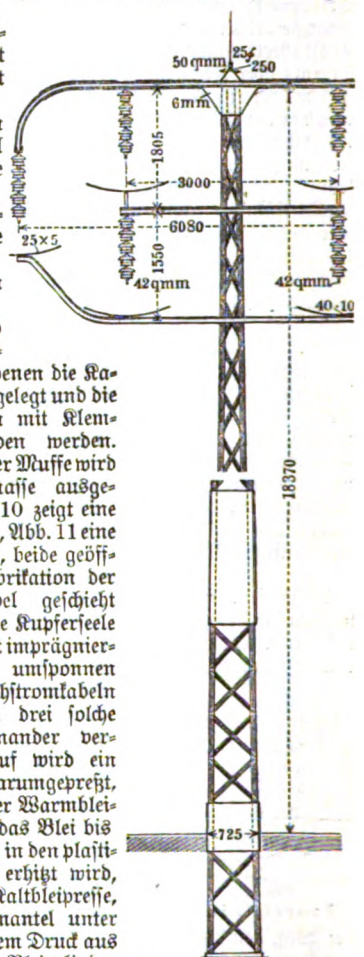 25
50 qmm
250
6mm
1805
3000
6080
25×5
1550
42qmm
42qmm
40·10
18370
725
benen die Ka=
gelegt und die
mit Klem=
ben werden.
er Muffe wird
masse ausge=
10 zeigt eine
, Abb. 11 eine
, beide geöff=
brikation der
bel geschieht
e Kupferseele
t imprägnier=
umsponnen
chstromkabeln
drei solche
nander ver=
uf wird ein
arumgepreßt,
er Warmblei=
das Blei bis
in den plasti=
erhitzt wird,
Kaltbleipresse,
mantel unter
em Druck aus